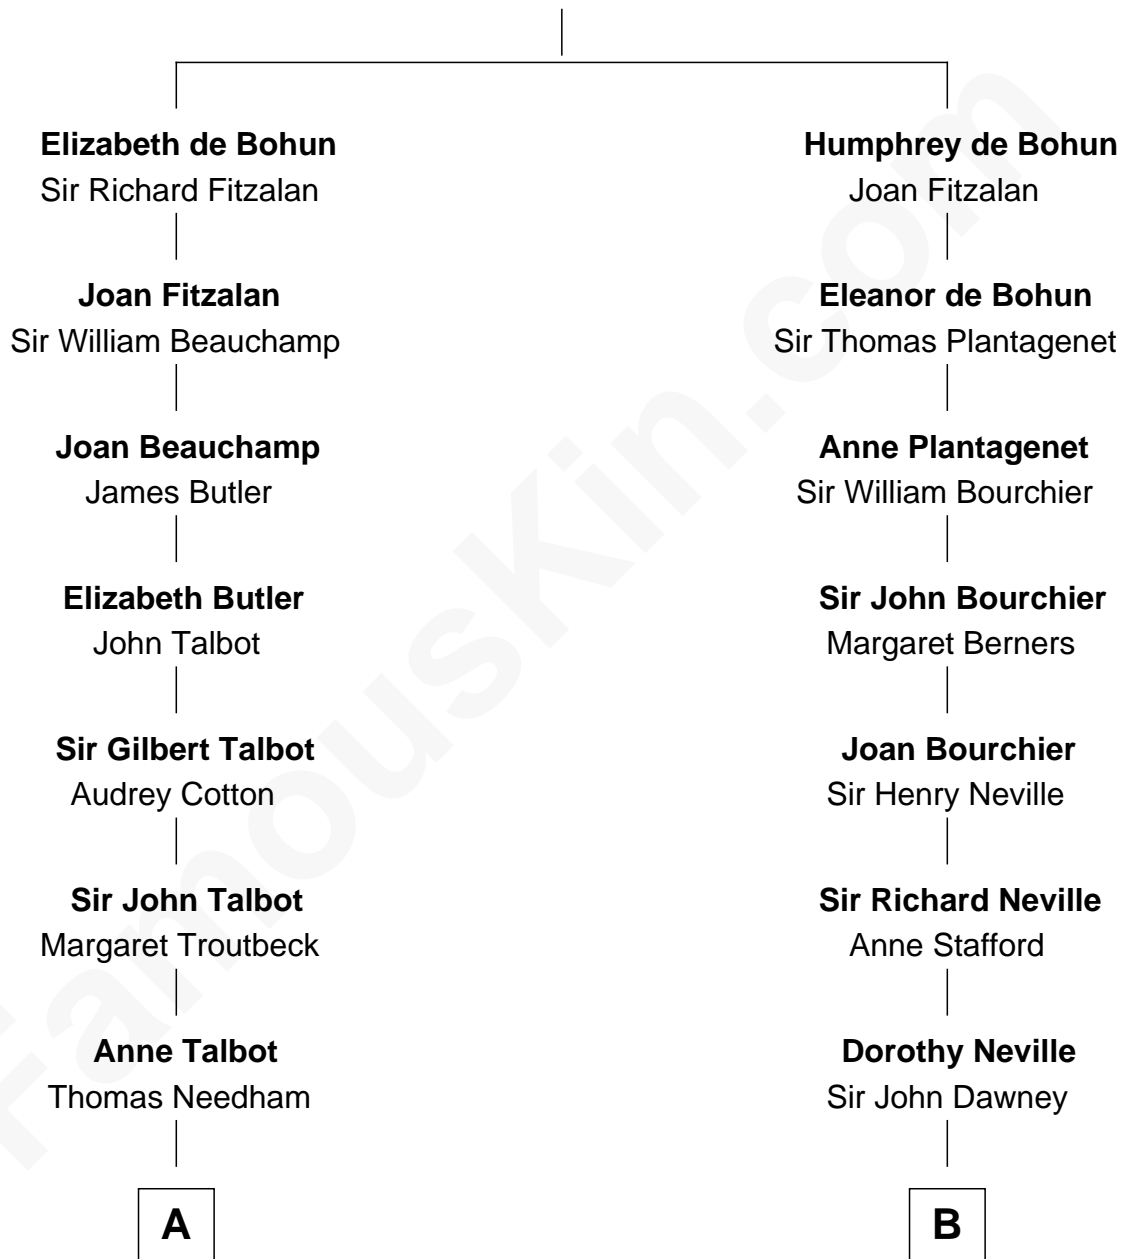 Elizabeth de Bohun
Sir Richard Fitzalan
Joan Fitzalan
Sir William Beauchamp
Joan Beauchamp
James Butler
Elizabeth Butler
John Talbot
Sir Gilbert Talbot
Audrey Cotton
Sir John Talbot
Margaret Troutbeck
Anne Talbot
Thomas Needham
A
Humphrey de Bohun
Joan Fitzalan
Eleanor de Bohun
Sir Thomas Plantagenet
Anne Plantagenet
Sir William Bourchier
Sir John Bourchier
Margaret Berners
Joan Bourchier
Sir Henry Neville
Sir Richard Neville
Anne Stafford
Dorothy Neville
Sir John Dawney
B
FamousKin.com